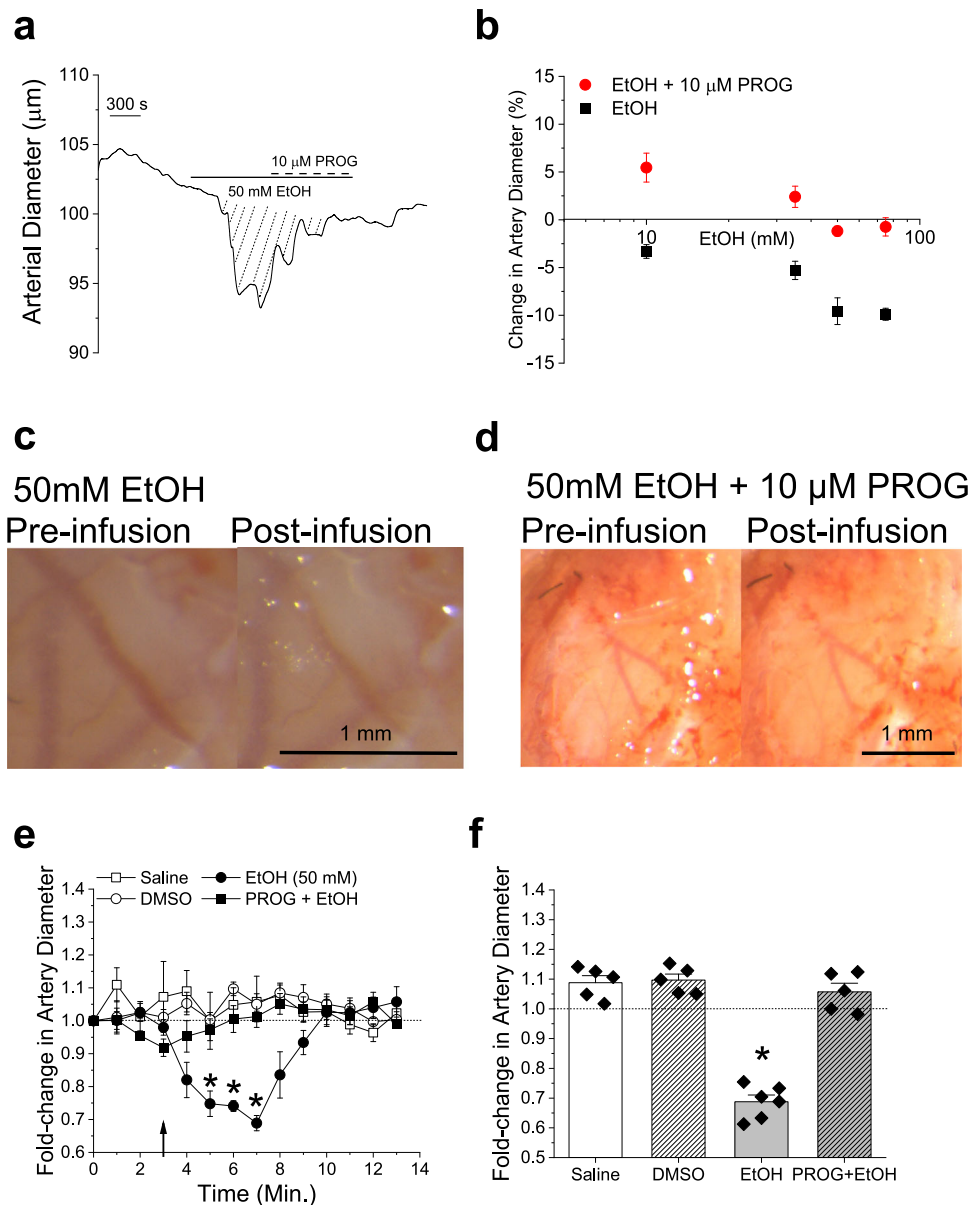 a
110
105
100
95
90
Arterial Diameter (μm)
300 s
10 μM PROG
50 mM EtOH
b
15
10
5
0
-5
-10
-15
Change in Artery Diameter (%)
EtOH + 10 μM PROG
EtOH
10
EtOH (mM)
100
c
50mM EtOH
Pre-infusion Post-infusion
1 mm
d
50mM EtOH + 10 μM PROG
Pre-infusion Post-infusion
1 mm
e
Saline EtOH (50 mM)
DMSO PROG + EtOH
1.4
1.3
1.2
1.1
1.0
0.9
0.8
0.7
0.6
Fold-change in Artery Diameter
* * *
0 2 4 6 8 10 12 14
Time (Min.)
f
1.4
1.3
1.2
1.1
1.0
0.9
0.8
0.7
0.6
0.5
Fold-change in Artery Diameter
*
Saline DMSO EtOH PROG+EtOH